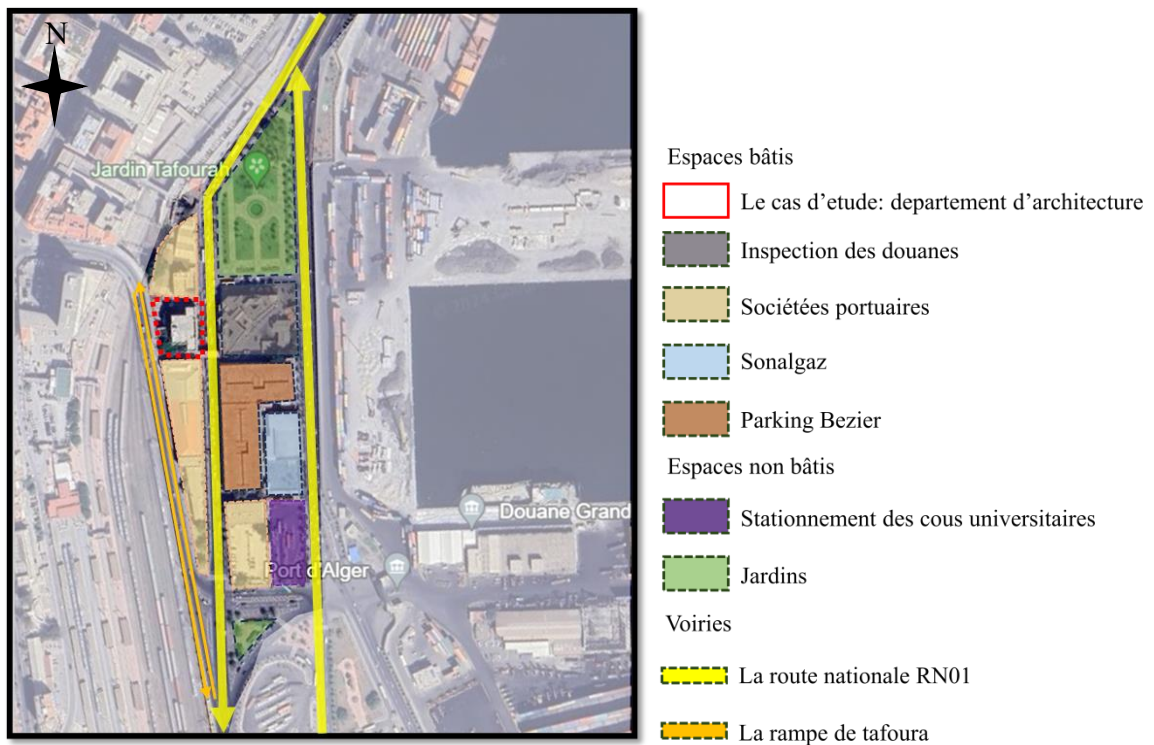 N
Jardin Tafourah
Douane Grand
Port d'Alger
Espaces bâtis
Le cas d'etude: departement d'architecture
Inspection des douanes
Sociétées portuaires
Sonalgaz
Parking Bezier
Espaces non bâtis
Stationnement des cous universitaires
Jardins
Voiries
La route nationale RN01
La rampe de tafoura